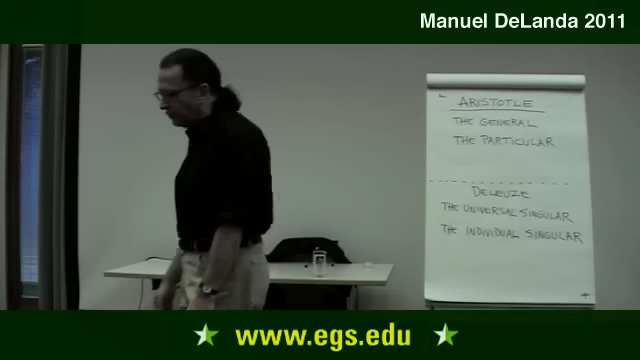 Manuel DeLanda 2011
ARISTOTLE
THE GENERAL
THE PARTICULAR
DELEUZE
THE UNIVERSAL SINGULAR
THE INDIVIDUAL SINGULAR
www.egs.edu